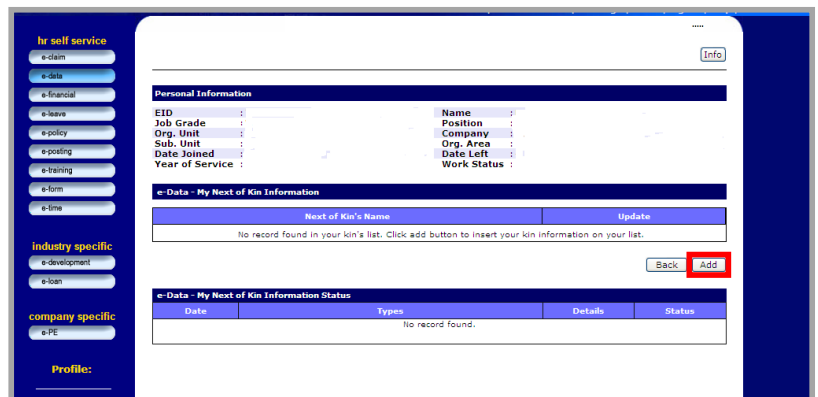 .....
hr self service
e-claim
e-data
e-financial
e-leave
e-policy
e-posting
e-training
e-form
e-time
industry specific
e-development
e-loan
company specific
e-PE
Profile:
Info
Personal Information
EID : Name :
Job Grade : Position :
Org. Unit : Company :
Sub. Unit : Org. Area :
Date Joined : Date Left :
Year of Service : Work Status :
e-Data - My Next of Kin Information
Next of Kin's Name Update
No record found in your kin's list. Click add button to insert your kin information on your list.
Back Add
e-Data - My Next of Kin Information Status
Date Types Details Status
No record found.